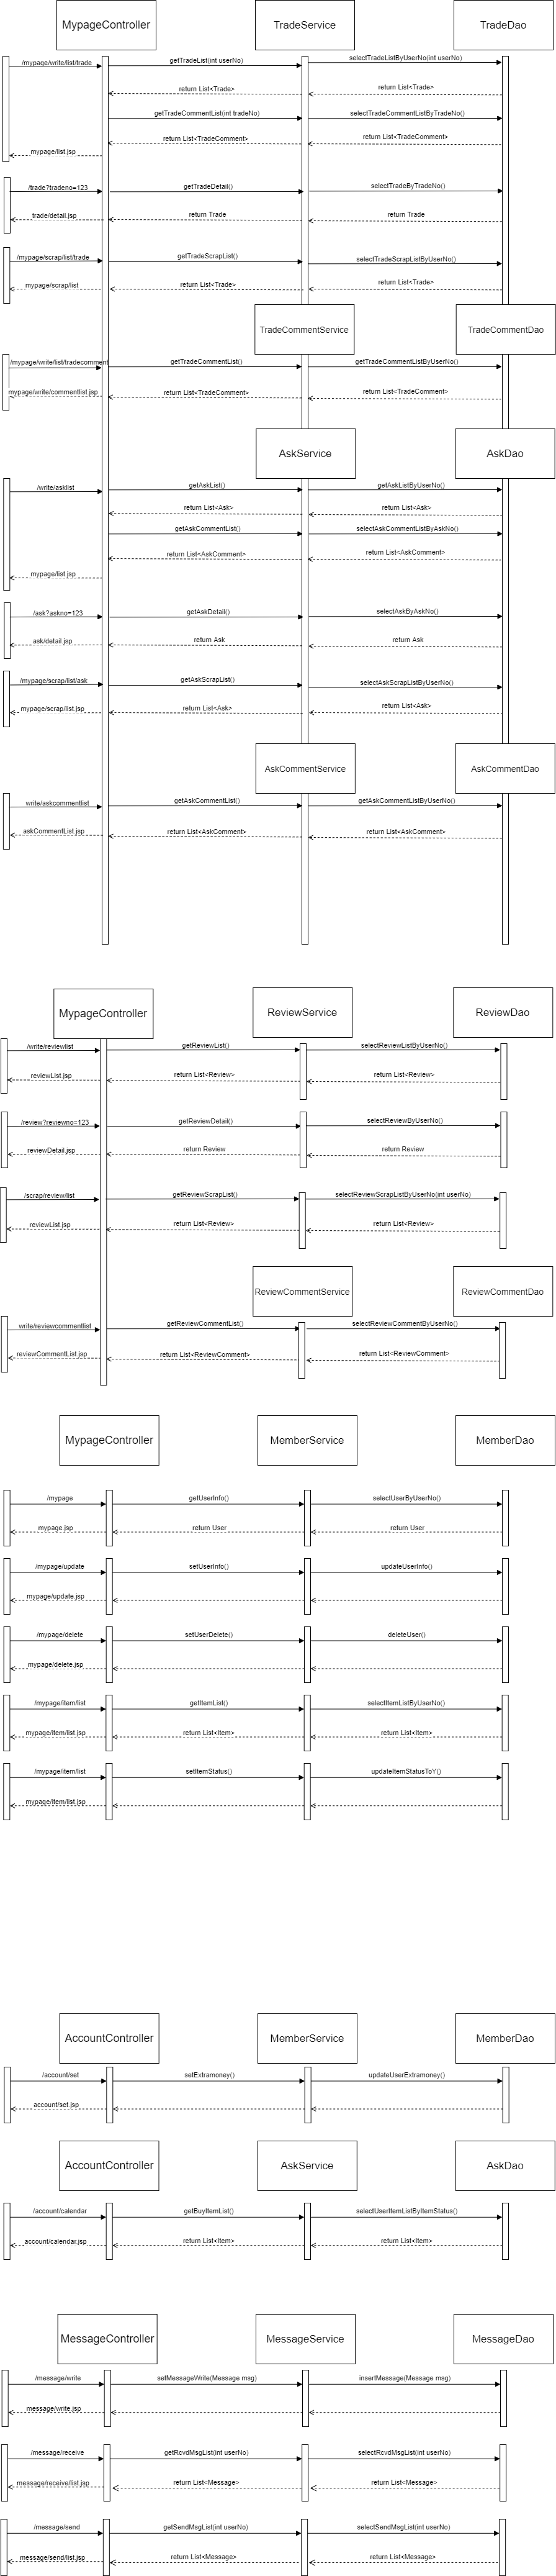 MypageController
TradeService
TradeDao
/mypage/write/list/trade
getTradeList(int userNo)
selectTradeListByUserNo(int userNo)
return List<Trade>
return List<Trade>
getTradeCommentList(int tradeNo)
selectTradeCommentListByTradeNo()
return List<TradeComment>
return List<TradeComment>
mypage/list.jsp
/trade?tradeno=123
getTradeDetail()
selectTradeByTradeNo()
trade/detail.jsp
return Trade
return Trade
/mypage/scrap/list/trade
getTradeScrapList()
selectTradeScrapListByUserNo()
mypage/scrap/list
return List<Trade>
return List<Trade>
TradeCommentService
TradeCommentDao
/mypage/write/list/tradecomment
getTradeCommentList()
getTradeCommentListByUserNo()
mypage/write/commentlist.jsp
return List<TradeComment>
return List<TradeComment>
AskService
AskDao
/write/asklist
getAskList()
getAskListByUserNo()
return List<Ask>
return List<Ask>
getAskCommentList()
selectAskCommentListByAskNo()
return List<AskComment>
return List<AskComment>
mypage/list.jsp
/ask?askno=123
getAskDetail()
selectAskByAskNo()
ask/detail.jsp
return Ask
return Ask
/mypage/scrap/list/ask
getAskScrapList()
selectAskScrapListByUserNo()
mypage/scrap/list.jsp
return List<Ask>
return List<Ask>
AskCommentService
AskCommentDao
write/askcommentlist
getAskCommentList()
getAskCommentListByUserNo()
askCommentList.jsp
return List<AskComment>
return List<AskComment>
MypageController
ReviewService
ReviewDao
/write/reviewlist
getReviewList()
selectReviewListByUserNo()
reviewList.jsp
return List<Review>
return List<Review>
/review?reviewno=123
getReviewDetail()
selectReviewByUserNo()
reviewDetail.jsp
return Review
return Review
/scrap/review/list
getReviewScrapList()
selectReviewScrapListByUserNo(int userNo)
reviewList.jsp
return List<Review>
return List<Review>
ReviewCommentService
ReviewCommentDao
write/reviewcommentlist
getReviewCommentList()
selectReviewCommentByUserNo()
reviewCommentList.jsp
return List<ReviewComment>
return List<ReviewComment>
MypageController
MemberService
MemberDao
/mypage
getUserInfo()
selectUserByUserNo()
mypage.jsp
return User
return User
/mypage/update
setUserInfo()
updateUserInfo()
mypage/update.jsp
/mypage/delete
setUserDelete()
deleteUser()
mypage/delete.jsp
/mypage/item/list
getItemList()
selectItemListByUserNo()
mypage/item/list.jsp
return List<Item>
return List<Item>
/mypage/item/list
setItemStatus()
updateItemStatusToY()
mypage/item/list.jsp
AccountController
MemberService
MemberDao
/account/set
setExtramoney()
updateUserExtramoney()
account/set.jsp
AccountController
AskService
AskDao
/account/calendar
getBuyItemList()
selectUserItemListByItemStatus()
account/calendar.jsp
return List<Item>
return List<Item>
MessageController
MessageService
MessageDao
/message/write
setMessageWrite(Message msg)
insertMessage(Message msg)
message/write.jsp
/message/receive
getRcvdMsgList(int userNo)
selectRcvdMsgList(int userNo)
message/receive/list.jsp
return List<Message>
return List<Message>
/message/send
getSendMsgList(int userNo)
selectSendMsgList(int userNo)
message/send/list.jsp
return List<Message>
return List<Message>